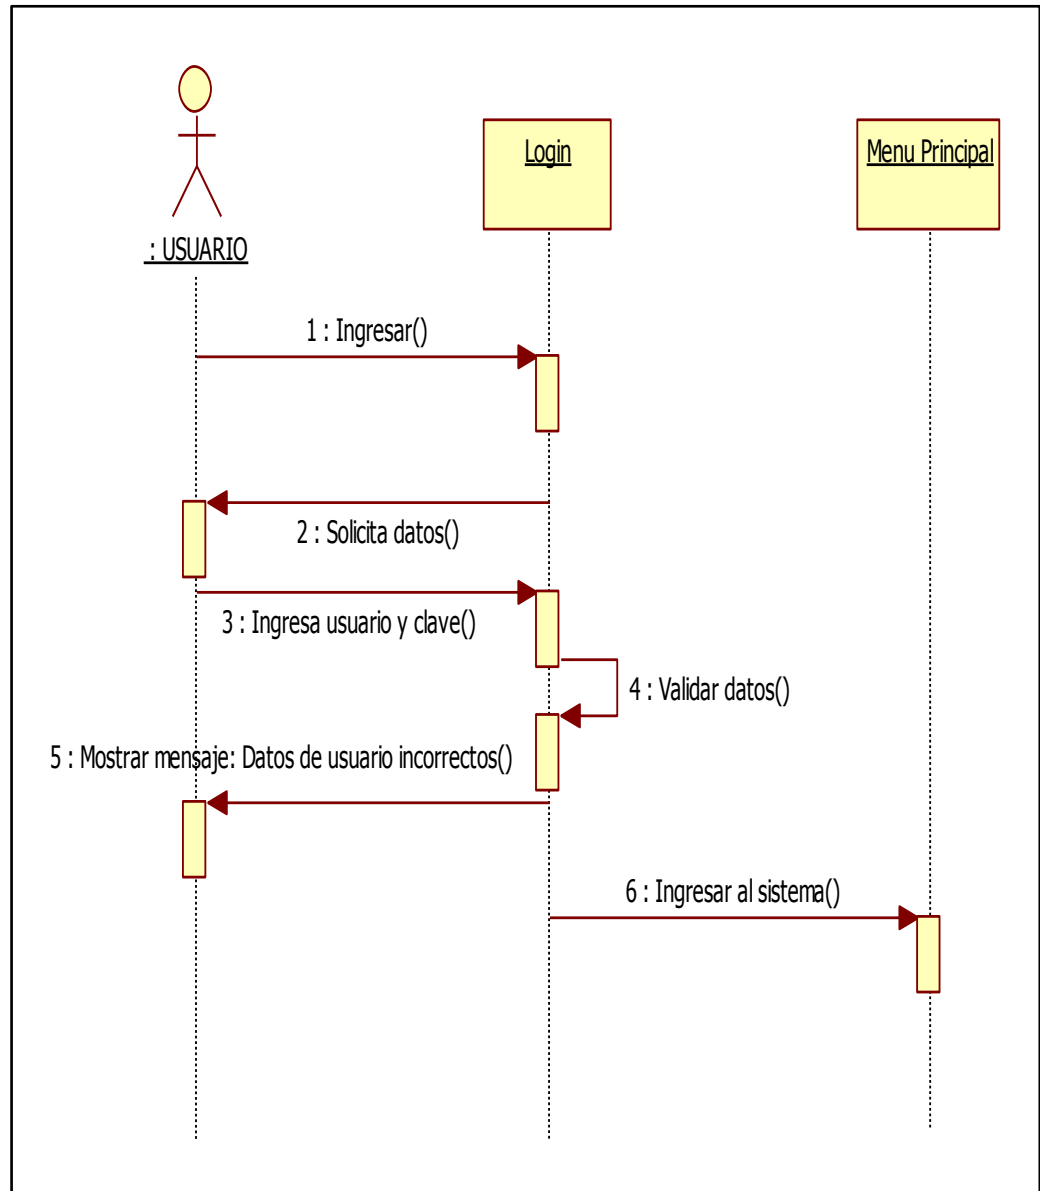 Login
Menu Principal
: USUARIO
1 : Ingresar()
2 : Solicita datos()
3 : Ingresa usuario y clave()
4 : Validar datos()
5 : Mostrar mensaje: Datos de usuario incorrectos()
6 : Ingresar al sistema()